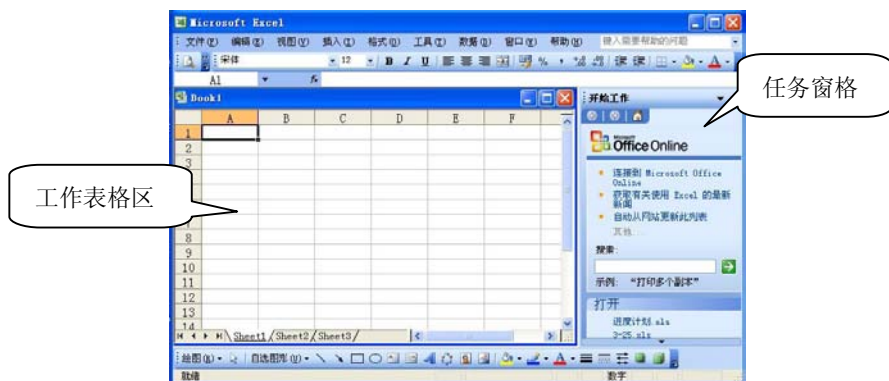 Microsoft Excel
文件(F) 编辑(E) 视图(V) 插入(I) 格式(O) 工具(T) 数据(D) 窗口(W) 帮助(H) 键入需要帮助的问题
宋体 12 B I U % ,
A1 fx
Book1
A B C D E F
1
2
3
8
9
10
11
12
13
14
Sheet1 Sheet2 Sheet3
开始工作
Microsoft
Office Online
连接到 Microsoft Office
Online
获取有关使用 Excel 的最新
新闻
自动从网站更新此列表
其他...
搜索:
示例: “打印多个副本”
打开
进度计划.xls
3-25.xls
绘图(R) 自选图形(U)
就绪 数字
工作表格区
任务窗格